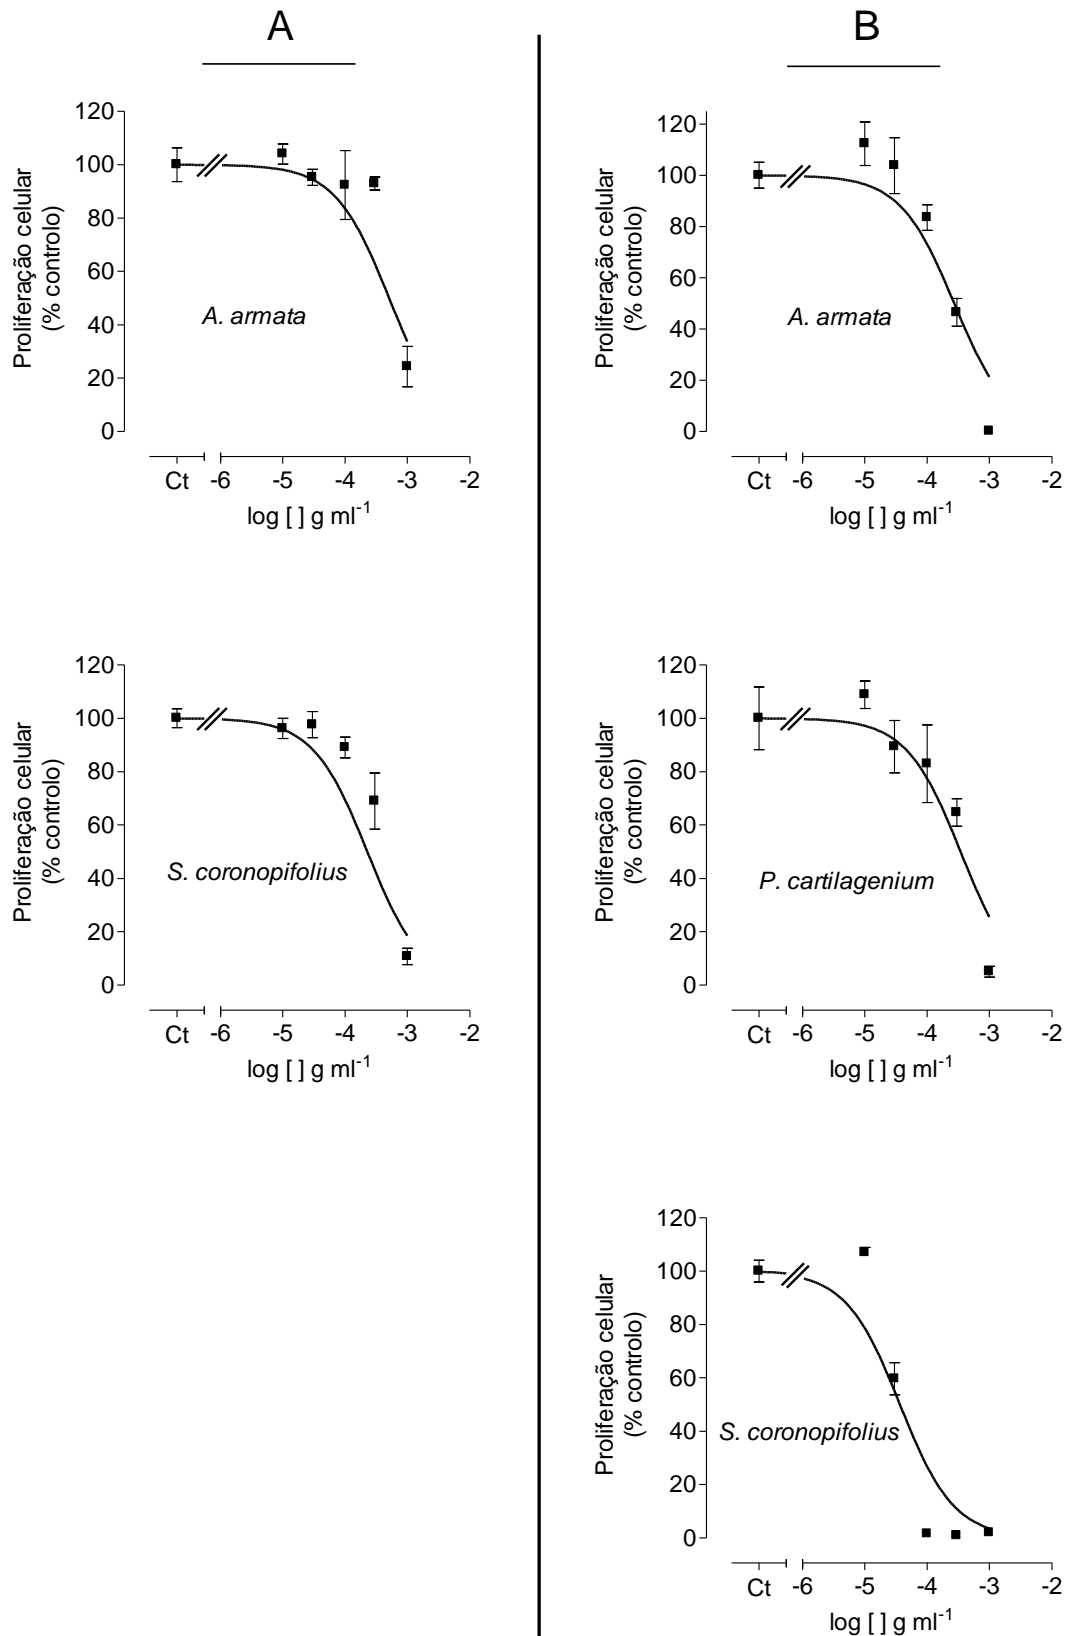 A
B
Proliferação celular
(% controlo)
120
100
80
60
40
20
0
A. armata
Ct -6 -5 -4 -3 -2
log [ ] g ml-1
Proliferação celular
(% controlo)
120
100
80
60
40
20
0
A. armata
Ct -6 -5 -4 -3 -2
log [ ] g ml-1
Proliferação celular
(% controlo)
120
100
80
60
40
20
0
S. coronopifolius
Ct -6 -5 -4 -3 -2
log [ ] g ml-1
Proliferação celular
(% controlo)
120
100
80
60
40
20
0
P. cartilagenium
Ct -6 -5 -4 -3 -2
log [ ] g ml-1
Proliferação celular
(% controlo)
120
100
80
60
40
20
0
S. coronopifolius
Ct -6 -5 -4 -3 -2
log [ ] g ml-1